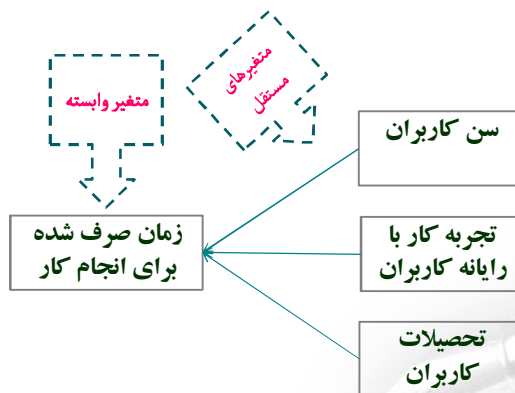 متغیرهای
مستقل
متغیر وابسته
سن کاربران
زمان صرف شده
برای انجام کار
تجربه کار با
رایانه کاربران
تحصیلات
کاربران